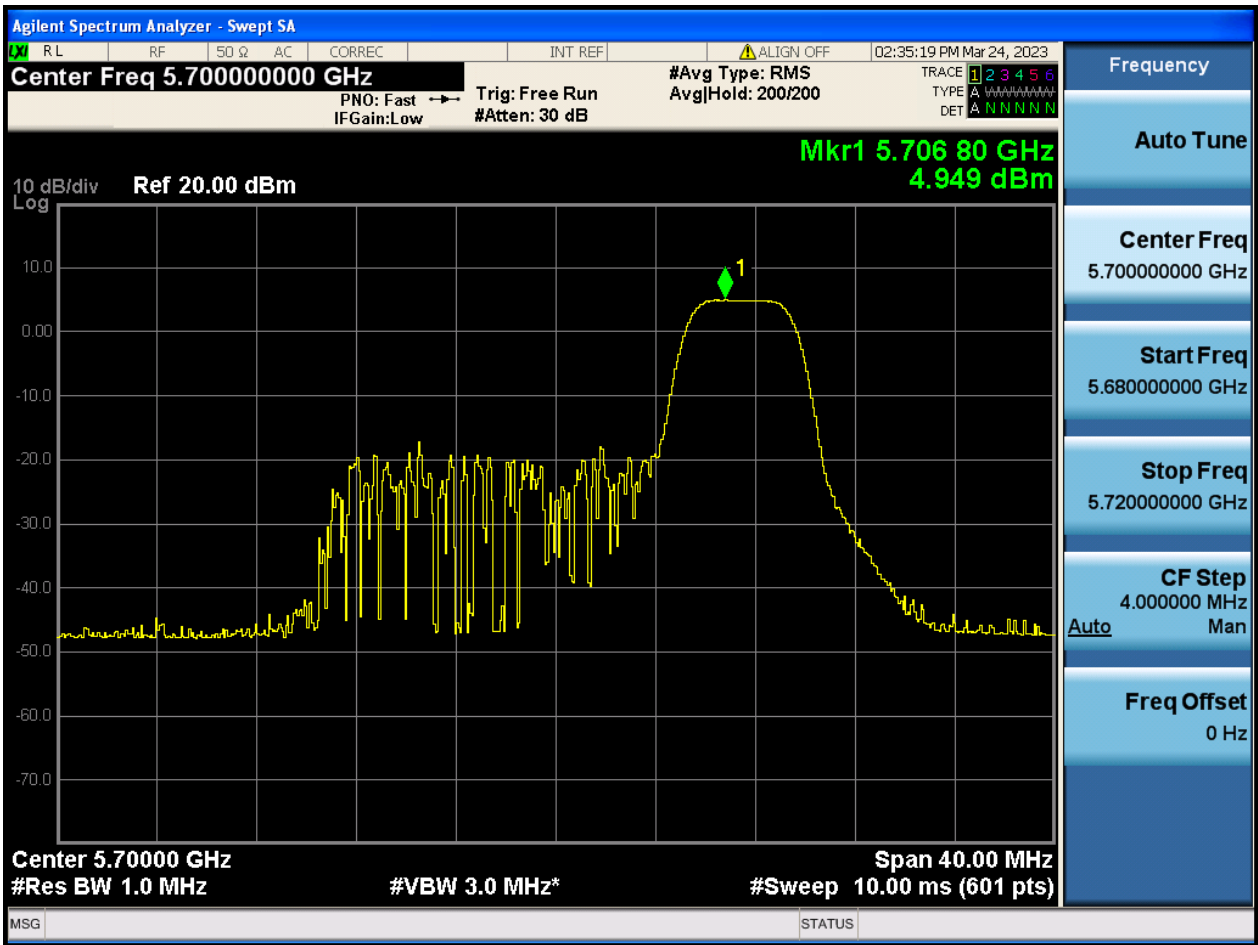 Agilent Spectrum Analyzer - Swept SA
LXI RL RF 50 Ω AC CORREC INT REF ALIGN OFF 02:35:19 PM Mar 24, 2023
Center Freq 5.700000000 GHz
PNO: Fast
IFGain:Low
Trig: Free Run
#Atten: 30 dB
#Avg Type: RMS
Avg|Hold: 200/200
TRACE 1 2 3 4 5 6
TYPE A WWWWW
DET A N N N N N
Mkr1 5.706 80 GHz
4.949 dBm
10 dB/div Ref 20.00 dBm
Log
1
10.0
0.00
-10.0
-20.0
-30.0
-40.0
-50.0
-60.0
-70.0
Center 5.70000 GHz
Span 40.00 MHz
#Res BW 1.0 MHz
#VBW 3.0 MHz*
#Sweep 10.00 ms (601 pts)
MSG
STATUS
Frequency
Auto Tune
Center Freq
5.700000000 GHz
Start Freq
5.680000000 GHz
Stop Freq
5.720000000 GHz
CF Step
4.000000 MHz
Auto Man
Freq Offset
0 Hz